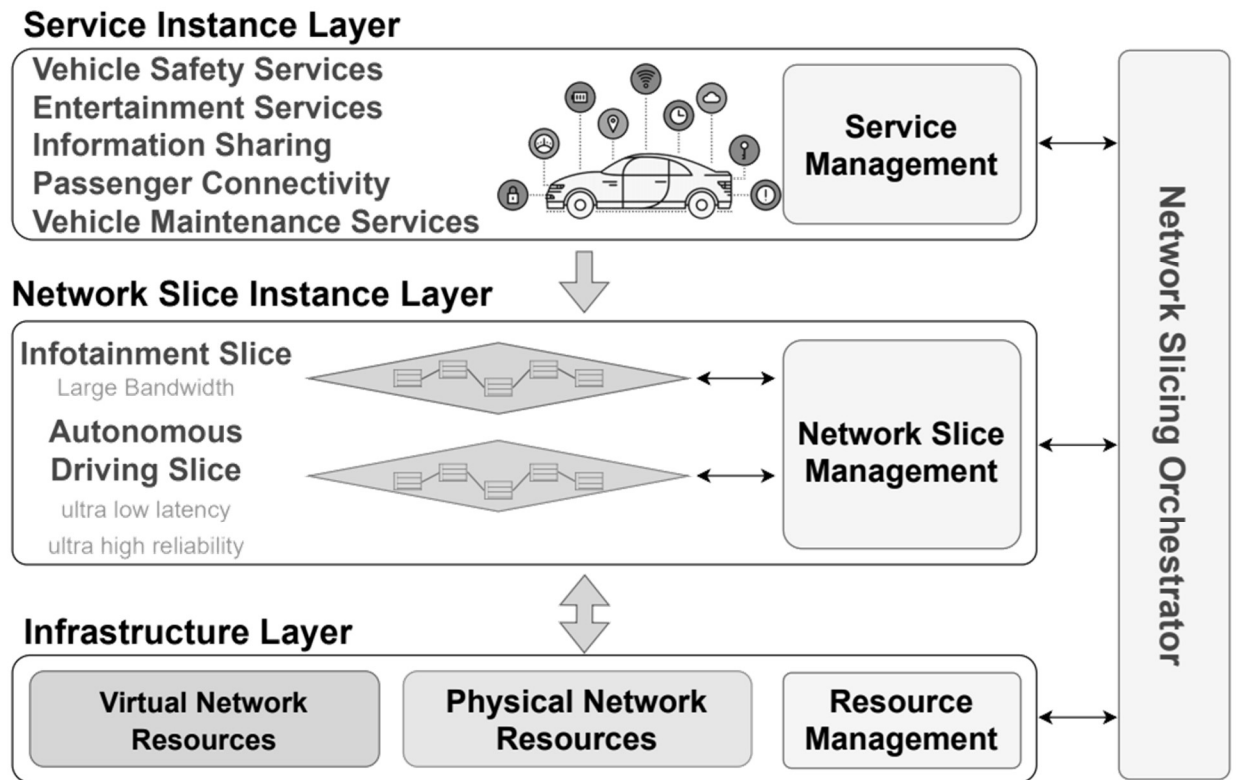 Service Instance Layer
Vehicle Safety Services
Entertainment Services
Information Sharing
Passenger Connectivity
Vehicle Maintenance Services
Service
Management
Network Slice Instance Layer
Infotainment Slice
Large Bandwidth
Autonomous
Driving Slice
ultra low latency
ultra high reliability
Network Slice
Management
Infrastructure Layer
Virtual Network
Resources
Physical Network
Resources
Resource
Management
Network Slicing Orchestrator